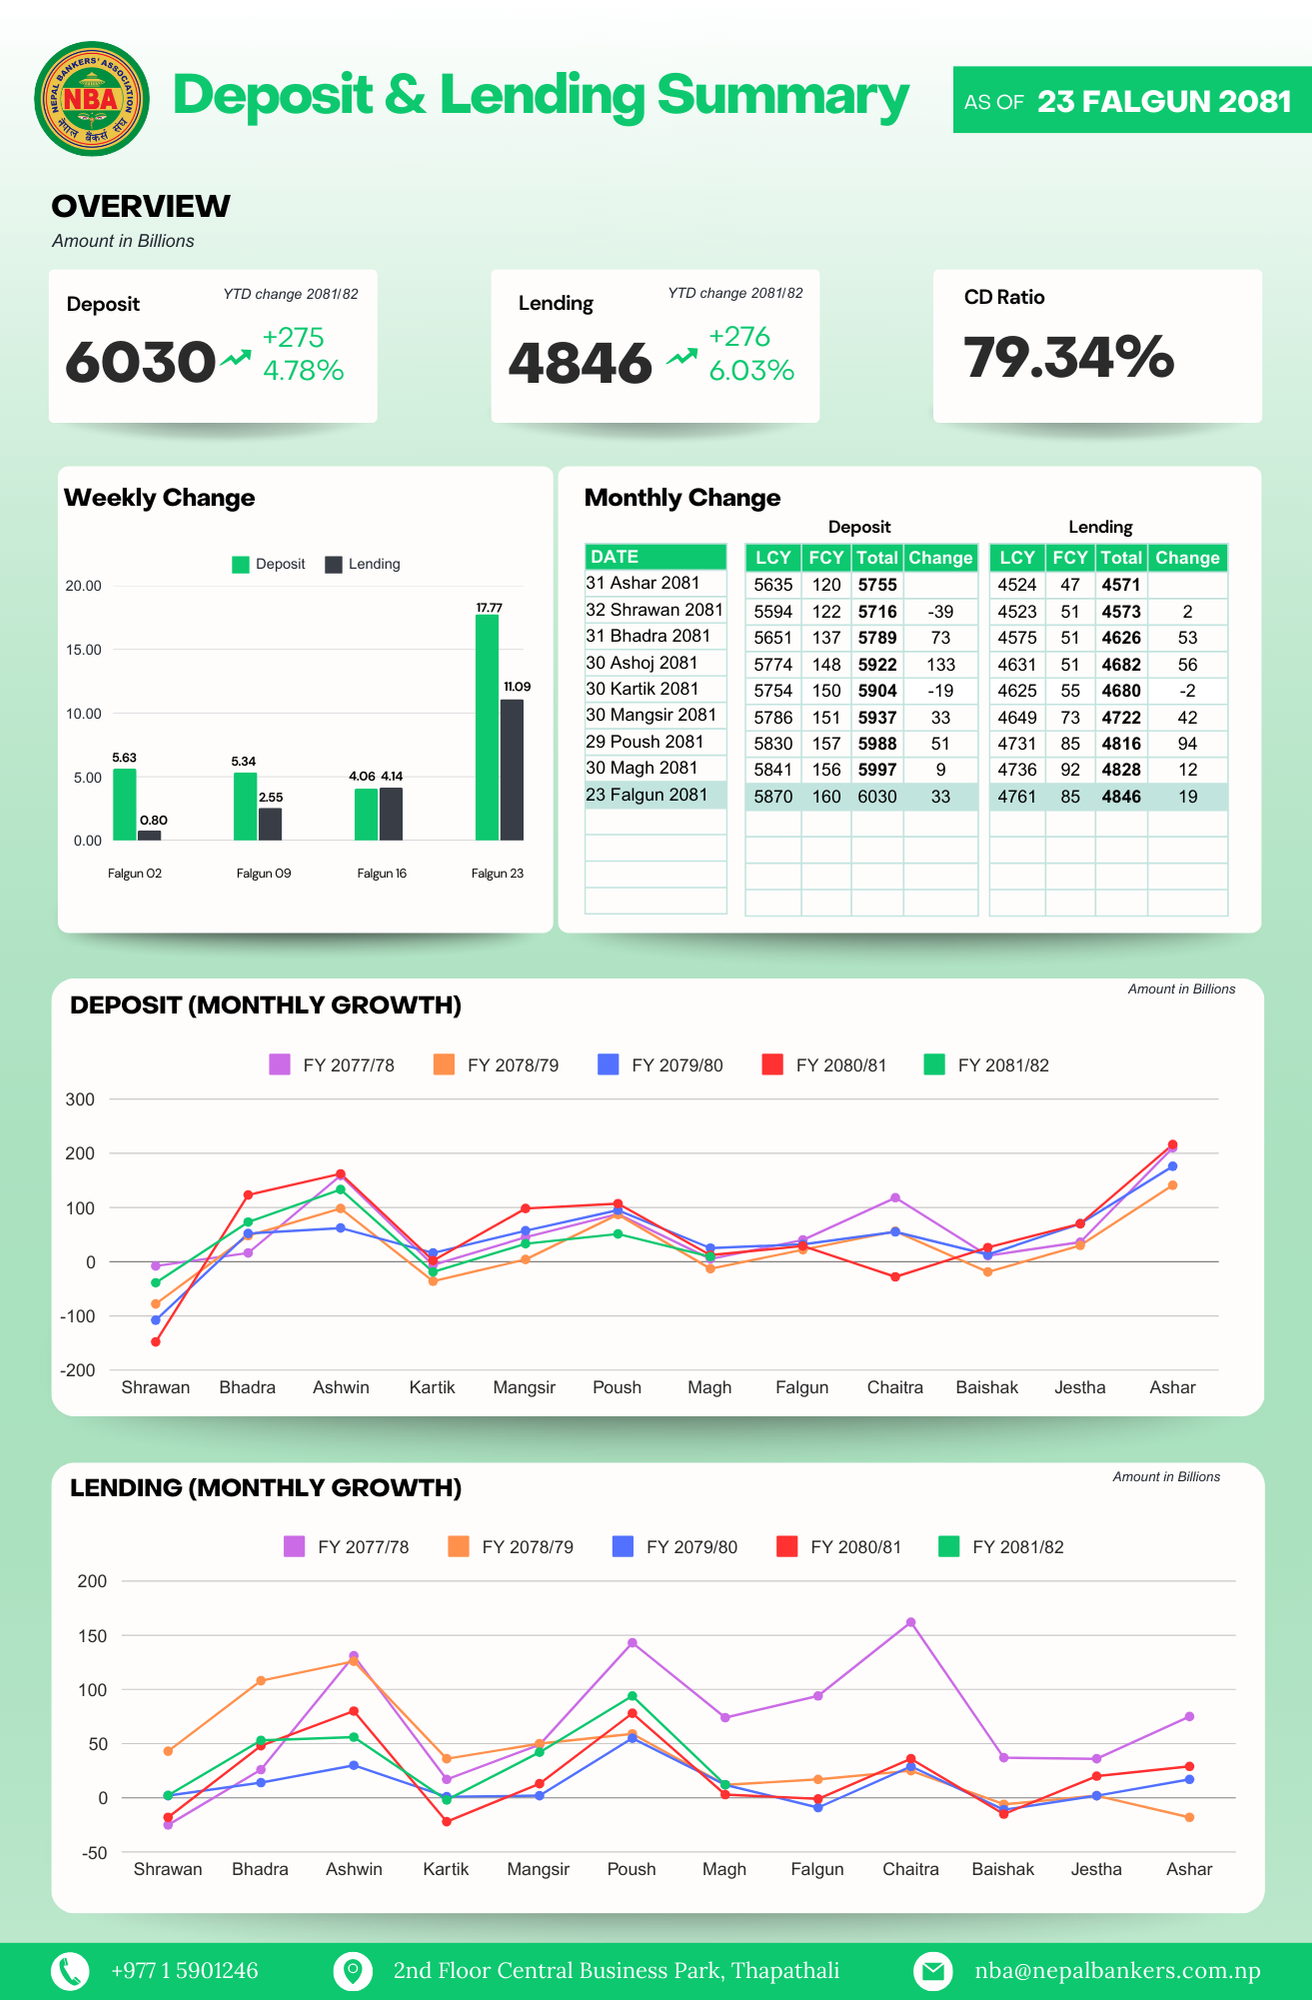 NEPAL BANKERS' ASSOCIATION
NBA
नेपाल बैंकर्स संघ
Deposit & Lending Summary
AS OF 23 FALGUN 2081
OVERVIEW
Amount in Billions
Deposit
YTD change 2081/82
6030
+275
4.78%
Lending
YTD change 2081/82
4846
+276
6.03%
CD Ratio
79.34%
Weekly Change
Deposit Lending
20.00
15.00
10.00
5.00
0.00
5.63 0.80
5.34 2.55
4.06 4.14
17.77 11.09
Falgun 02 Falgun 09 Falgun 16 Falgun 23
Monthly Change
Deposit Lending
DATE LCY FCY Total Change LCY FCY Total Change
31 Ashar 2081 5635 120 5755 4524 47 4571
32 Shrawan 2081 5594 122 5716 -39 4523 51 4573 2
31 Bhadra 2081 5651 137 5789 73 4575 51 4626 53
30 Ashoj 2081 5774 148 5922 133 4631 51 4682 56
30 Kartik 2081 5754 150 5904 -19 4625 55 4680 -2
30 Mangsir 2081 5786 151 5937 33 4649 73 4722 42
29 Poush 2081 5830 157 5988 51 4731 85 4816 94
30 Magh 2081 5841 156 5997 9 4736 92 4828 12
23 Falgun 2081 5870 160 6030 33 4761 85 4846 19
DEPOSIT (MONTHLY GROWTH)
Amount in Billions
FY 2077/78 FY 2078/79 FY 2079/80 FY 2080/81 FY 2081/82
300
200
100
0
-100
-200
Shrawan Bhadra Ashwin Kartik Mangsir Poush Magh Falgun Chaitra Baishak Jestha Ashar
LENDING (MONTHLY GROWTH)
Amount in Billions
FY 2077/78 FY 2078/79 FY 2079/80 FY 2080/81 FY 2081/82
200
150
100
50
0
-50
Shrawan Bhadra Ashwin Kartik Mangsir Poush Magh Falgun Chaitra Baishak Jestha Ashar
+977 1 5901246
2nd Floor Central Business Park, Thapathali
nba@nepalbankers.com.np